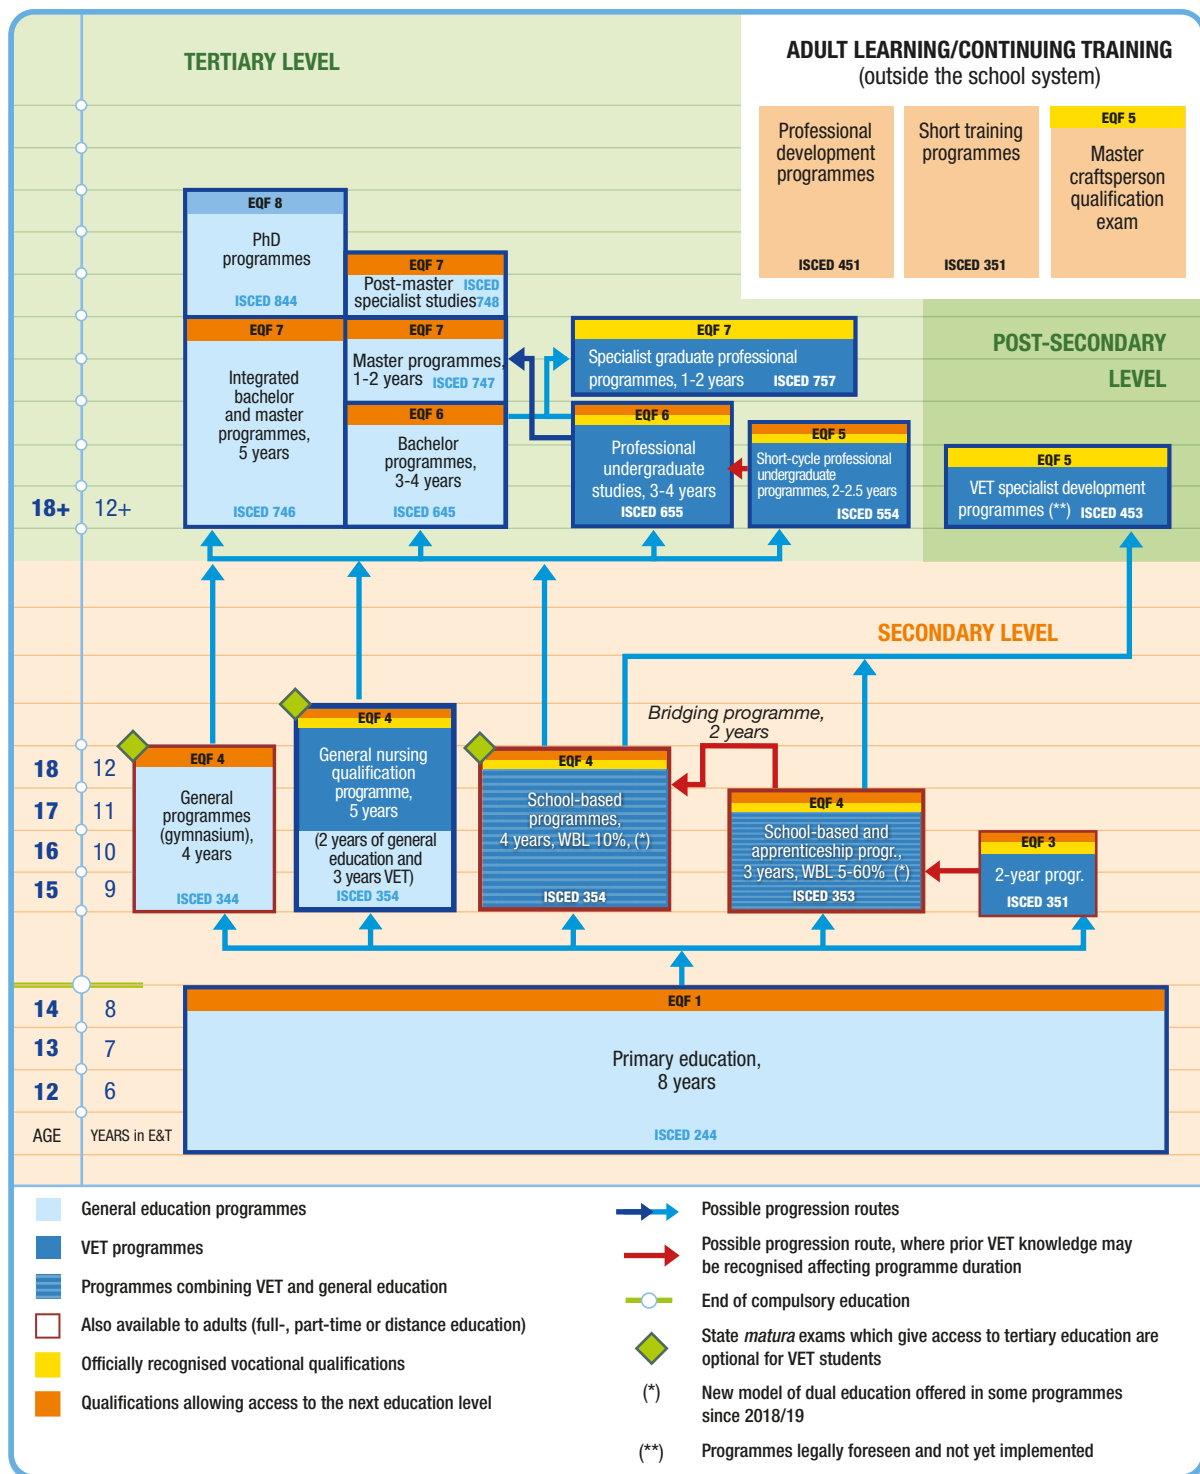 TERTIARY LEVEL
ADULT LEARNING/CONTINUING TRAINING
(outside the school system)
Professional
development
programmes
ISCED 451
Short training
programmes
ISCED 351
EQF 5
Master
craftsperson
qualification
exam
EQF 8
PhD
programmes
ISCED 844
EQF 7
Post-master ISCED
specialist studies 748
EQF 7
Integrated
bachelor
and master
programmes,
5 years
ISCED 746
EQF 7
Master programmes,
1-2 years ISCED 747
EQF 6
Bachelor
programmes,
3-4 years
ISCED 645
EQF 7
Specialist graduate professional
programmes, 1-2 years ISCED 757
EQF 6
Professional
undergraduate
studies, 3-4 years
ISCED 655
EQF 5
Short-cycle professional
undergraduate
programmes, 2-2.5 years
ISCED 554
POST-SECONDARY
LEVEL
EQF 5
VET specialist development
programmes (**) ISCED 453
18+ 12+
SECONDARY LEVEL
Bridging programme,
2 years
EQF 4
General
programmes
(gymnasium),
4 years
ISCED 344
EQF 4
General nursing
qualification
programme,
5 years
(2 years of general
education and
3 years VET)
ISCED 354
EQF 4
School-based
programmes,
4 years, WBL 10%, (*)
ISCED 354
EQF 4
School-based and
apprenticeship progr.,
3 years, WBL 5-60% (*)
ISCED 353
EQF 3
2-year progr.
ISCED 351
18 12
17 11
16 10
15 9
14 8
13 7
12 6
AGE YEARS in E&T
EQF 1
Primary education,
8 years
ISCED 244
General education programmes
VET programmes
Programmes combining VET and general education
Also available to adults (full-, part-time or distance education)
Officially recognised vocational qualifications
Qualifications allowing access to the next education level
Possible progression routes
Possible progression route, where prior VET knowledge may
be recognised affecting programme duration
End of compulsory education
State matura exams which give access to tertiary education are
optional for VET students
(*) New model of dual education offered in some programmes
since 2018/19
(**) Programmes legally foreseen and not yet implemented